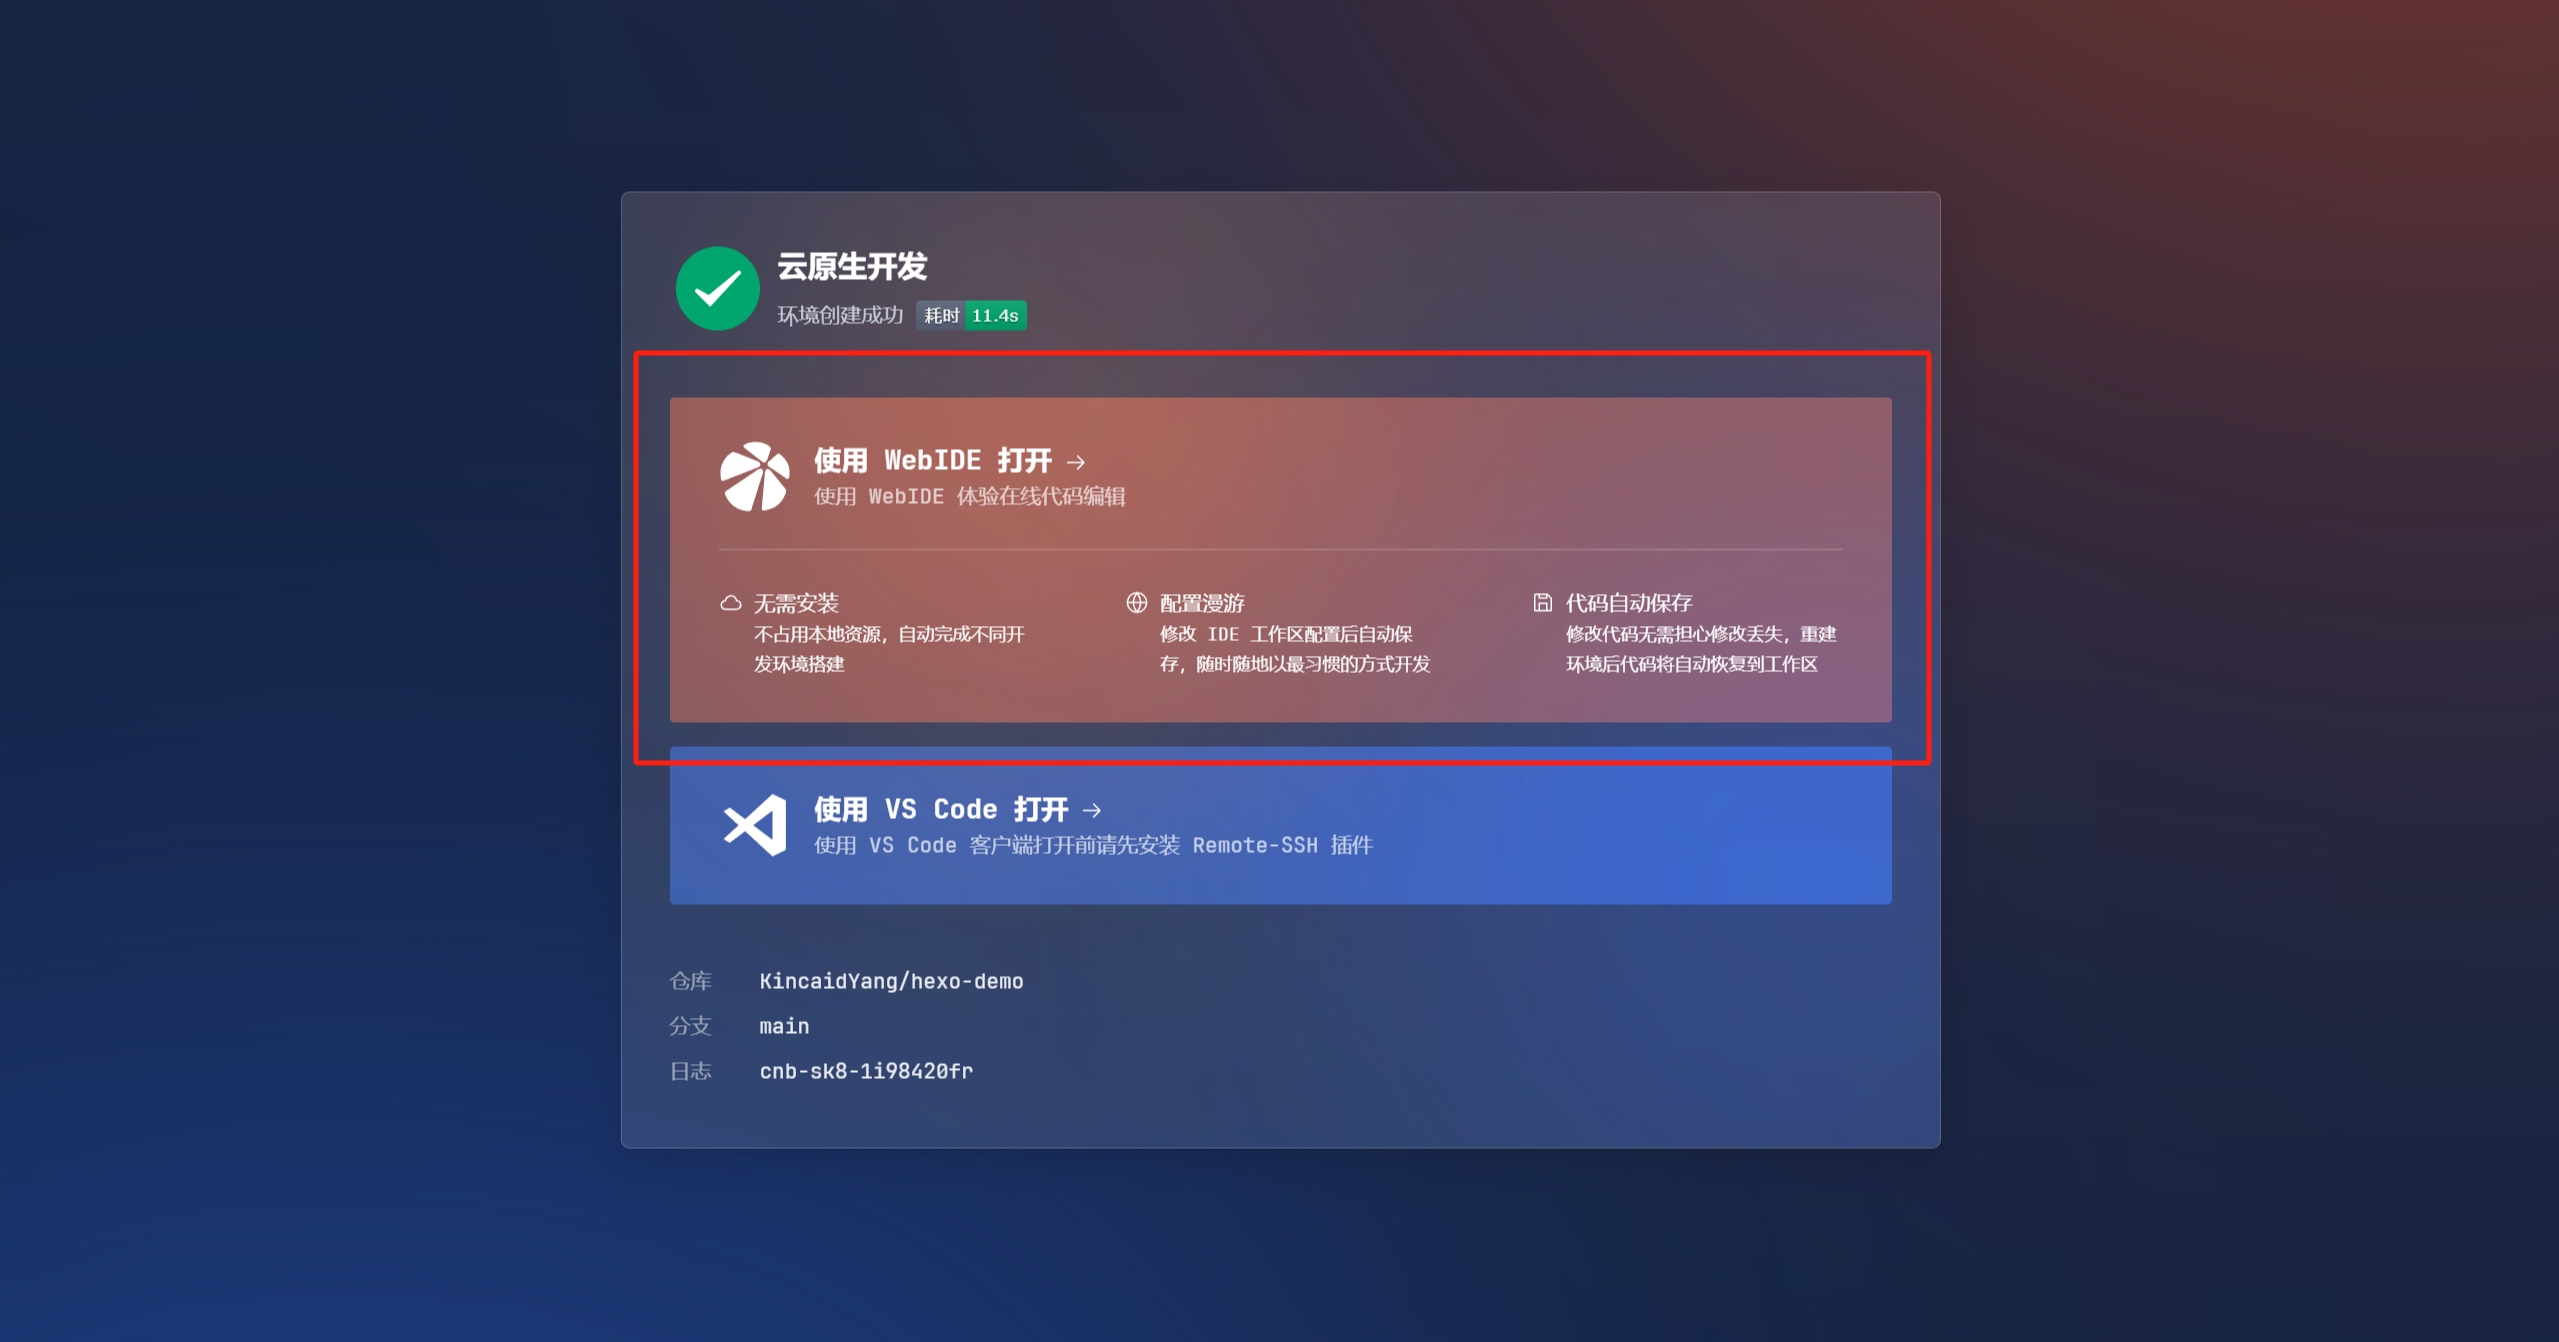 云原生开发
环境创建成功 耗时 11.4s
使用 WebIDE 打开 →
使用 WebIDE 体验在线代码编辑
无需安装
不占用本地资源，自动完成不同开
发环境搭建
配置漫游
修改 IDE 工作区配置后自动保
存，随时随地以最习惯的方式开发
代码自动保存
修改代码无需担心修改丢失，重建
环境后代码将自动恢复到工作区
使用 VS Code 打开 →
使用 VS Code 客户端打开前请先安装 Remote-SSH 插件
仓库 KincaidYang/hexo-demo
分支 main
日志 cnb-sk8-1i98420fr